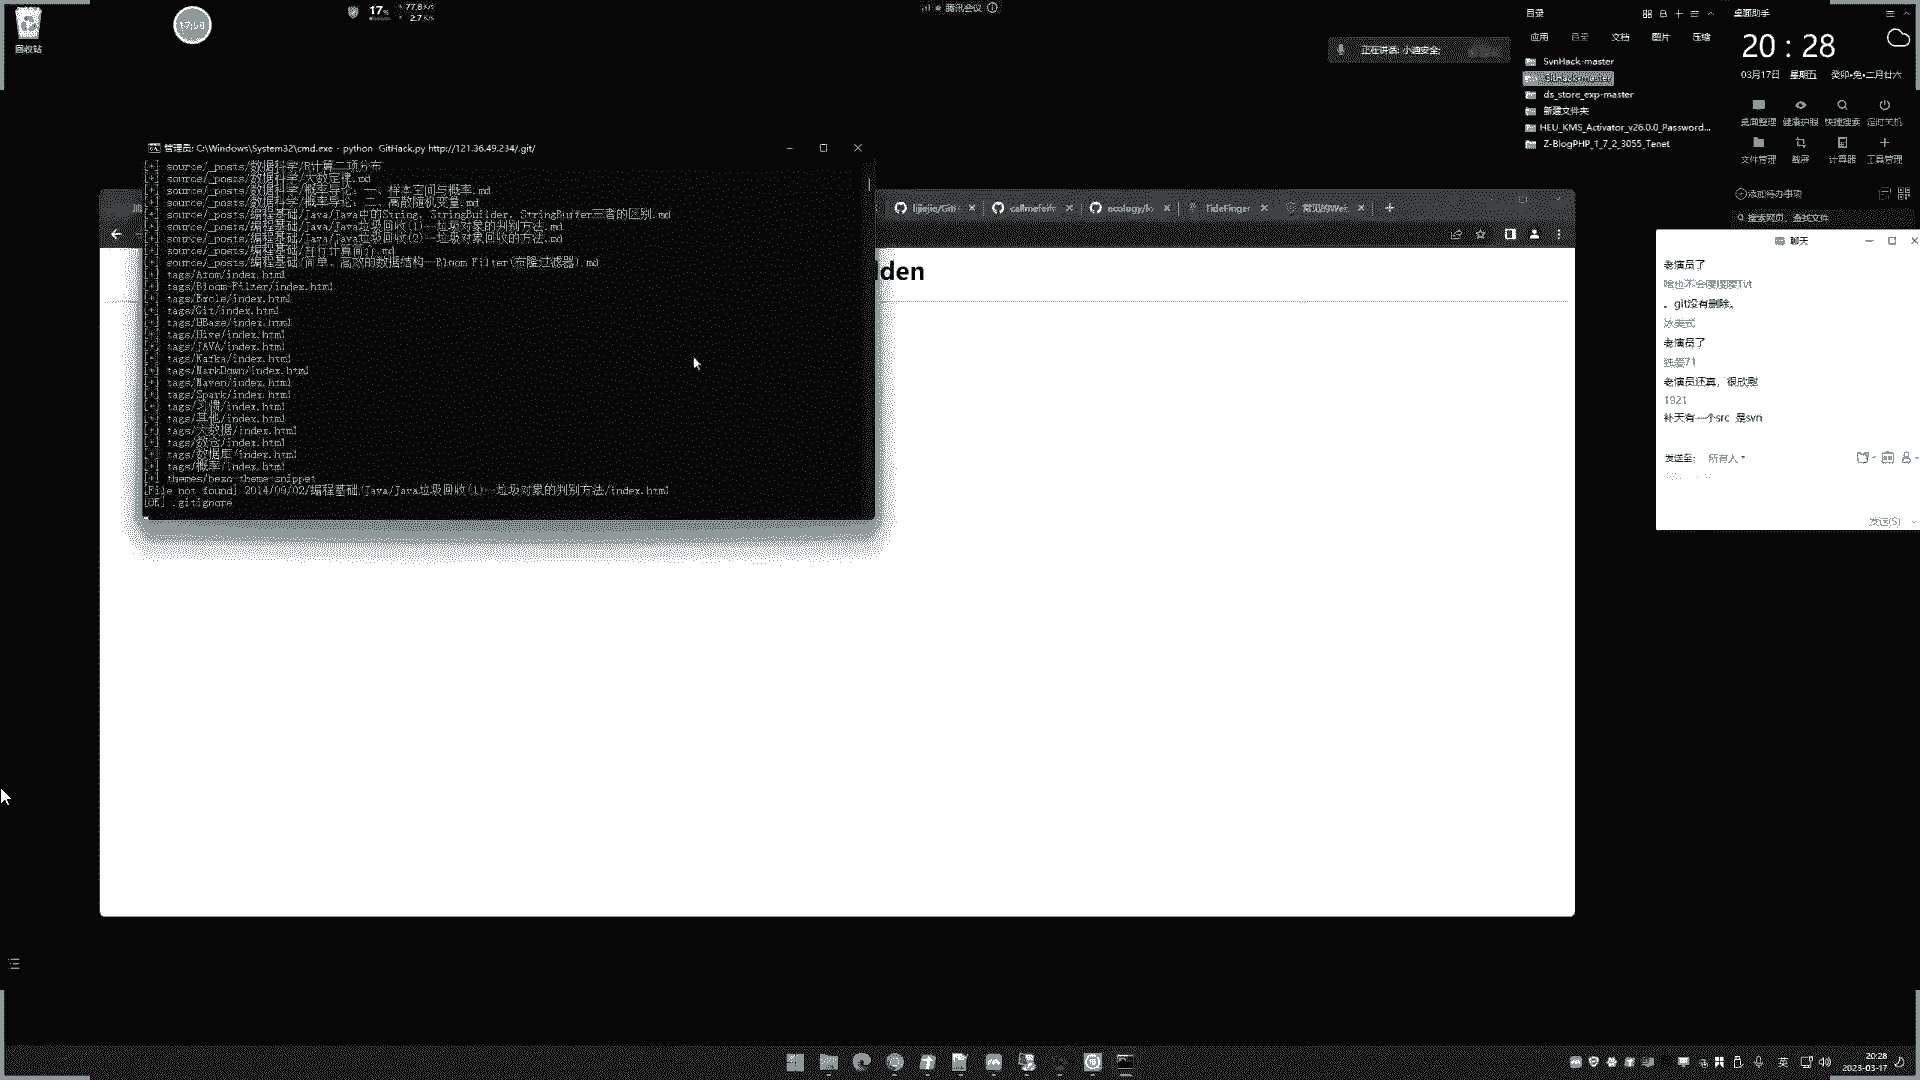 回收站
17:50
17%
77.8 K/s
2.7 K/s
腾讯会议
正在讲话: 小迪安全;
目录
应用
目录
文档
图片
压缩
SvnHack-master
GitHack-master
ds_store_exp-master
新建文件夹
HEU_KMS_Activator_v26.0.0_Password...
Z-BlogPHP_1_7_2_3055_Tenet
桌面助手
20 : 28
03月17日 星期五 癸卯•兔•二月廿六
桌面整理 健康护眼 快捷搜索 定时关机
文件管理 截屏 计算器 工具管理
添加待办事项
搜索网页、查找文件
管理员: C:\Windows\System32\cmd.exe - python GitHack.py http://121.36.49.234/.git/
[+] source/_posts/数据科学/R计算二项分布
[+] source/_posts/数据科学/大数定律.md
[+] source/_posts/数据科学/概率导论：一、样本空间与概率.md
[+] source/_posts/数据科学/概率导论：二、离散随机变量.md
[+] source/_posts/编程基础/Java/Java中的String、StringBuilder、StringBuffer三者的区别.md
[+] source/_posts/编程基础/Java/Java垃圾回收(1)--垃圾对象的判别方法.md
[+] source/_posts/编程基础/Java/Java垃圾回收(2)--垃圾对象回收的方法.md
[+] source/_posts/编程基础/并行计算简介.md
[+] source/_posts/编程基础/简单、高效的数据结构--Bloom Filter(布隆过滤器).md
[+] tags/Atom/index.html
[+] tags/Bloom-Filter/index.html
[+] tags/Excle/index.html
[+] tags/Git/index.html
[+] tags/HBase/index.html
[+] tags/Hive/index.html
[+] tags/JAVA/index.html
[+] tags/Kafka/index.html
[+] tags/MarkDown/index.html
[+] tags/Maven/index.html
[+] tags/Spark/index.html
[+] tags/习惯/index.html
[+] tags/其他/index.html
[+] tags/大数据/index.html
[+] tags/数仓/index.html
[+] tags/数据库/index.html
[+] tags/概率/index.html
[+] themes/hexo-theme-snippet
[File not found] 2014/09/02/编程基础/Java/Java垃圾回收(1)--垃圾对象的判别方法/index.html
[OK] .gitignore
lijiejie/Git
callmefeife
ecology/lo
TideFinger
常见的Web
dden
聊天
老演员了
啥也不会嘤嘤嘤TvT
。git没有删除。
冰美式
老演员了
独爱71
老演员还真，很欣慰
1921
补天有一个src 是svn
发送至: 所有人
发送(S)
英
20:28
2023-03-17